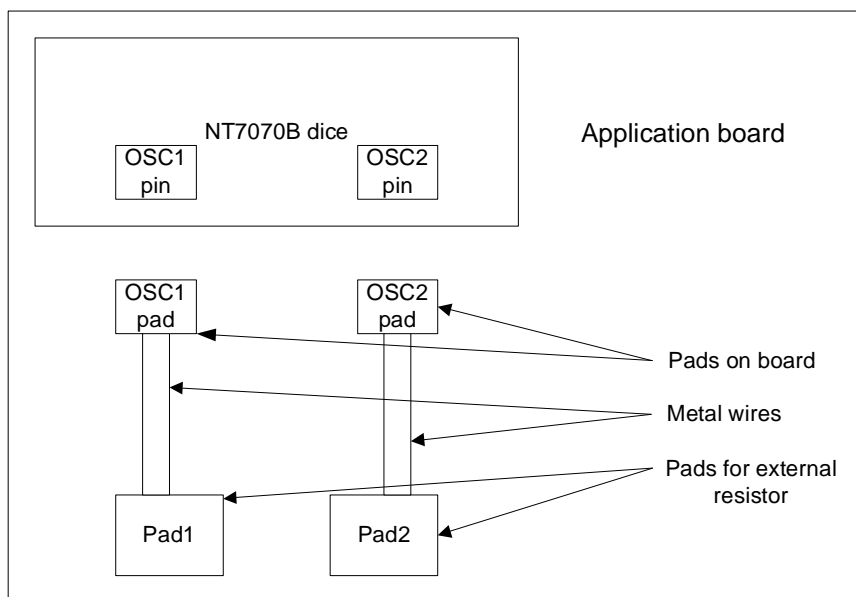 NT7070B dice
Application board
OSC1
pin
OSC2
pin
OSC1
pad
OSC2
pad
Pads on board
Metal wires
Pads for external
resistor
Pad1
Pad2